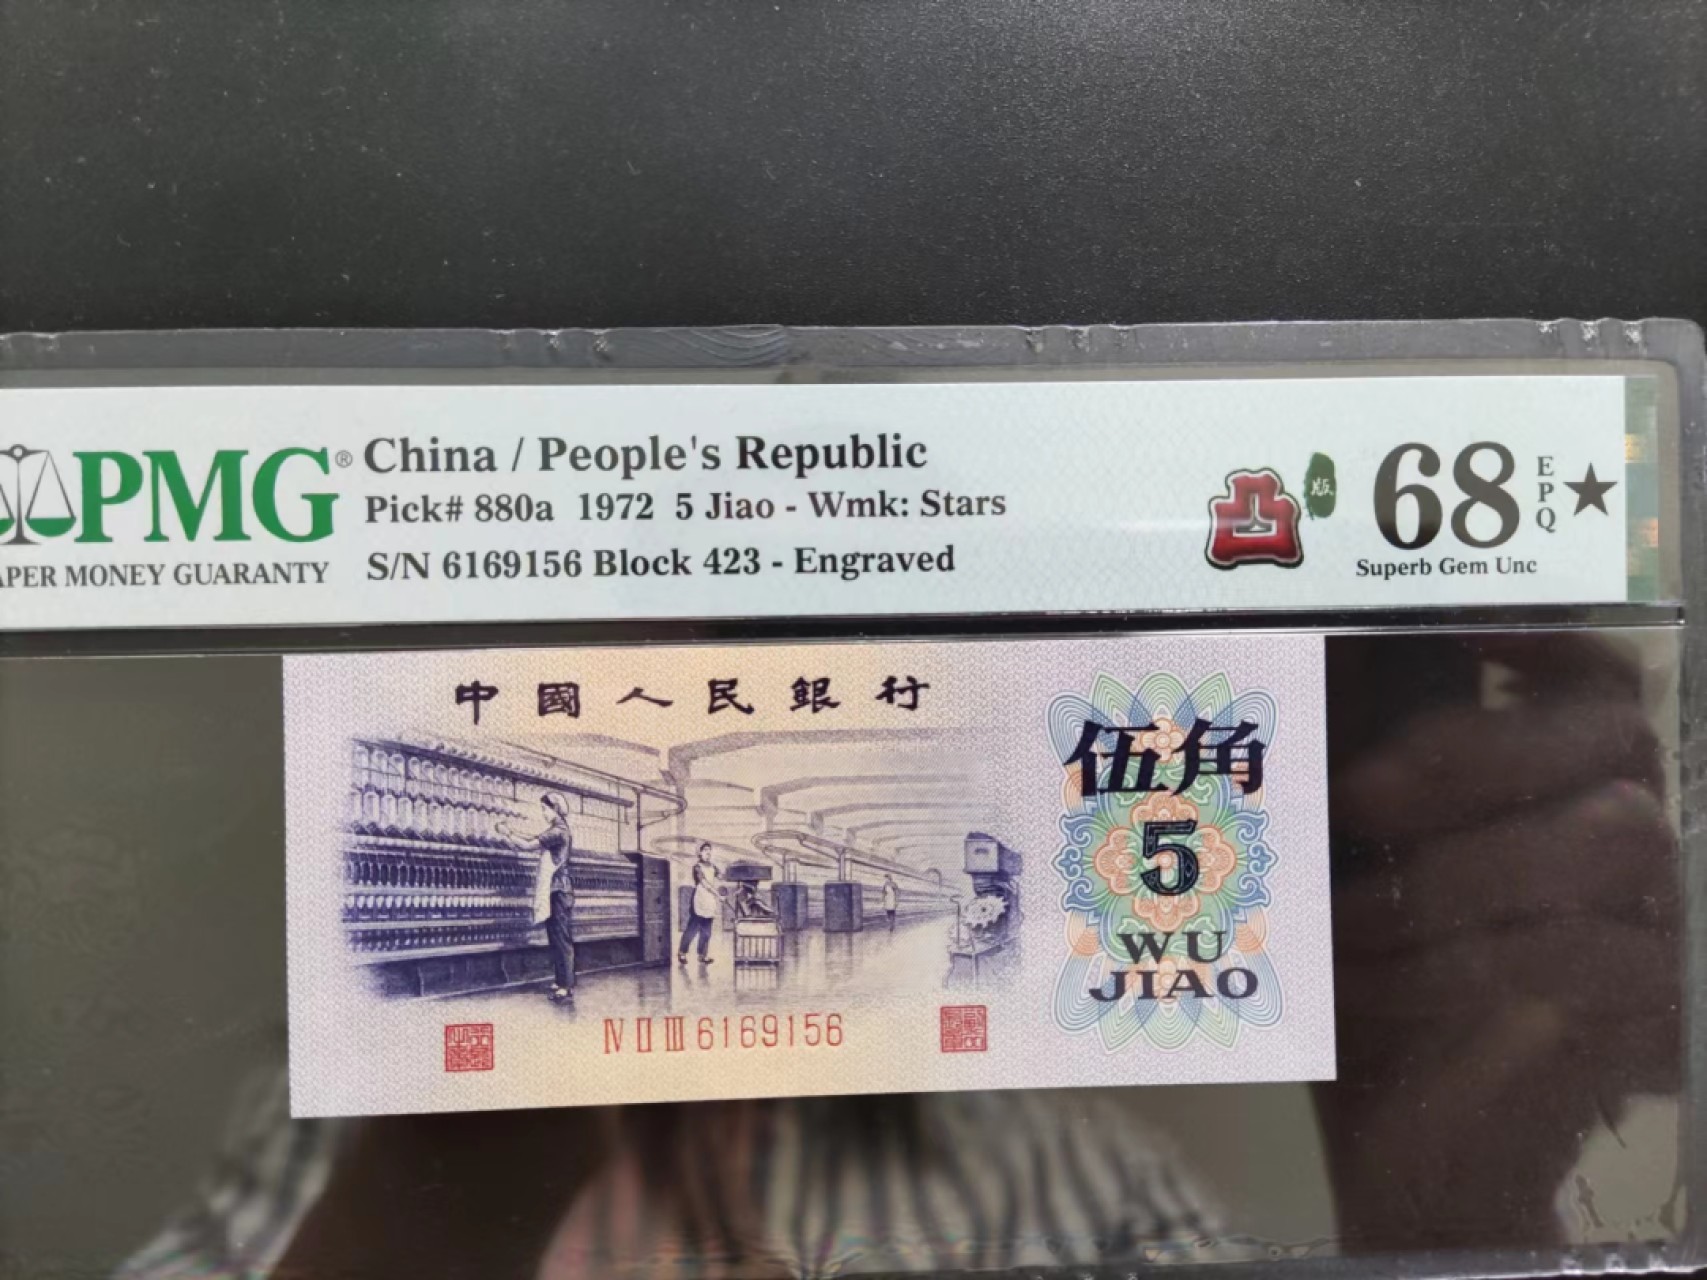 PMG®
PAPER MONEY GUARANTY
China / People's Republic
Pick# 880a 1972 5 Jiao - Wmk: Stars
S/N 6169156 Block 423 - Engraved
凸版
68 EPQ ★
Superb Gem Unc
中國人民銀行
伍角
5
WU
JIAO
Ⅳ Ⅱ Ⅲ 6169156